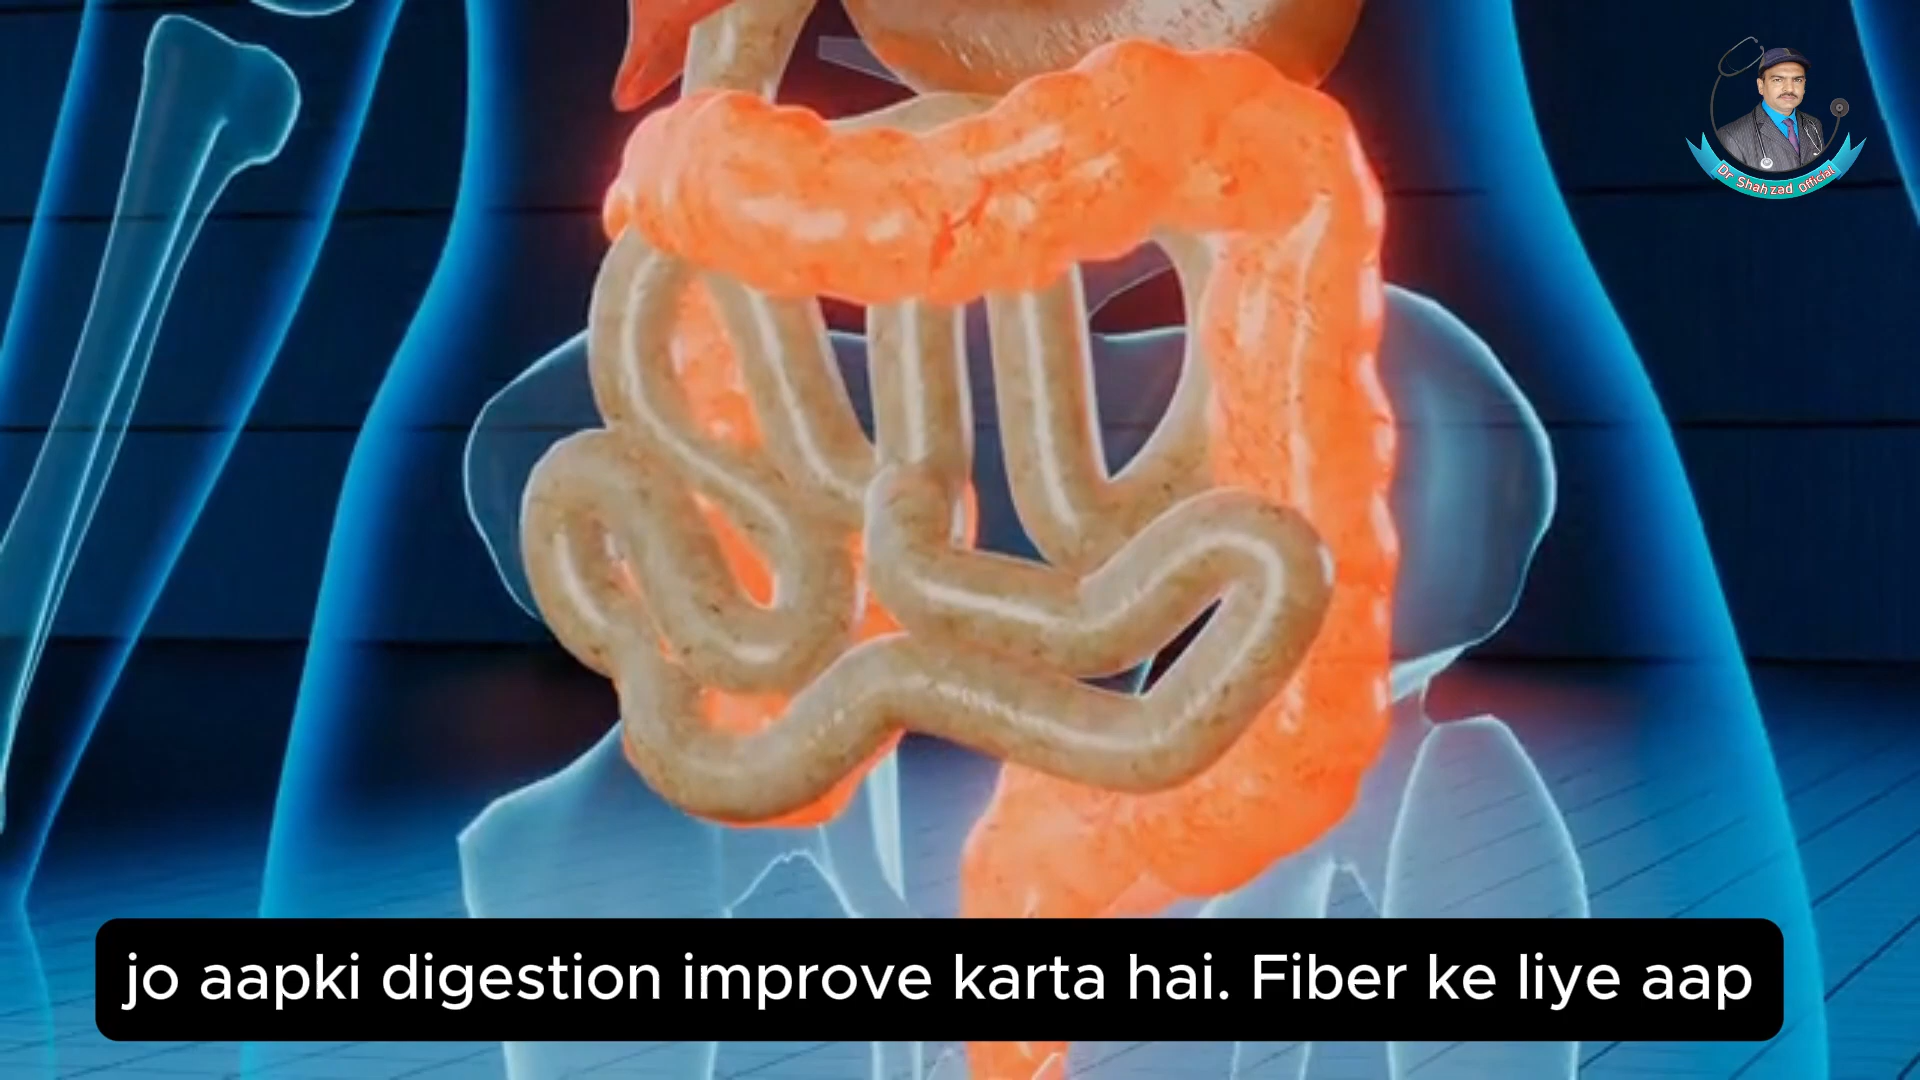 Dr Shahzad Official
jo aapki digestion improve karta hai. Fiber ke liye aap